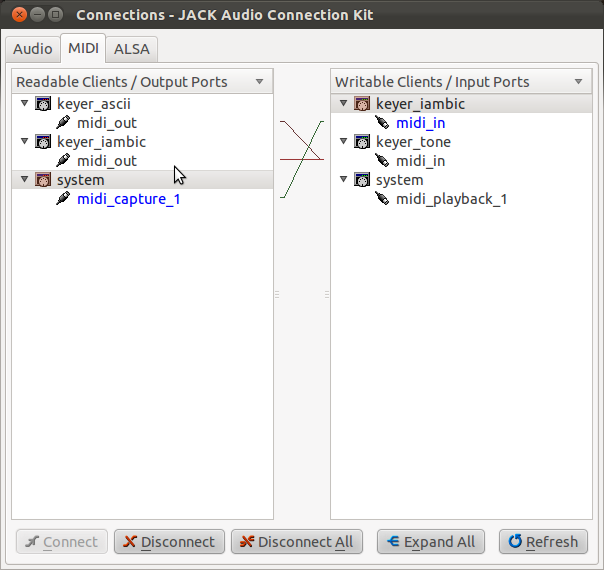 Connections - JACK Audio Connection Kit
Audio MIDI ALSA
Readable Clients / Output Ports
keyer_ascii
midi_out
keyer_iambic
midi_out
system
midi_capture_1
Writable Clients / Input Ports
keyer_iambic
midi_in
keyer_tone
midi_in
system
midi_playback_1
Connect Disconnect Disconnect All Expand All Refresh